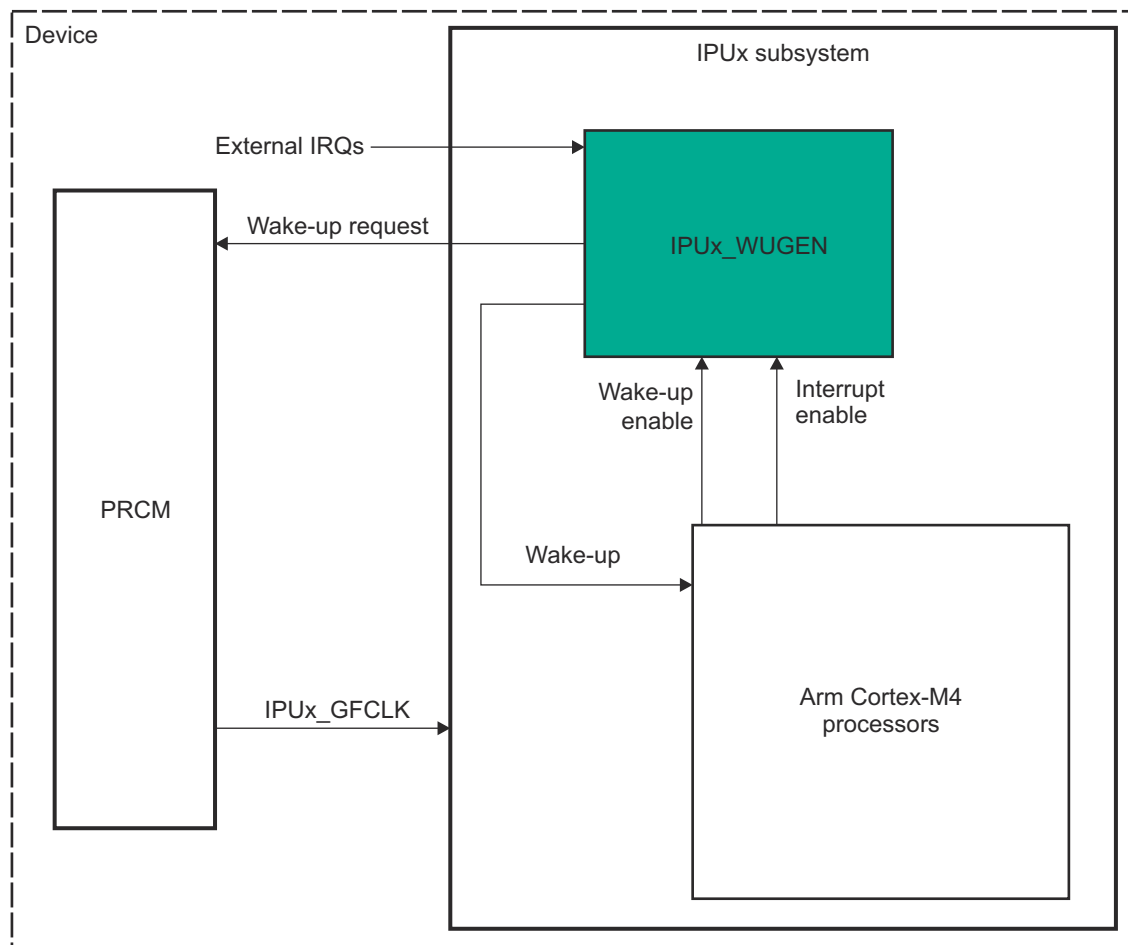 Device
IPUx subsystem
External IRQs
Wake-up request
IPUx_WUGEN
Wake-up
enable
Interrupt
enable
PRCM
Wake-up
Arm Cortex-M4
processors
IPUx_GFCLK